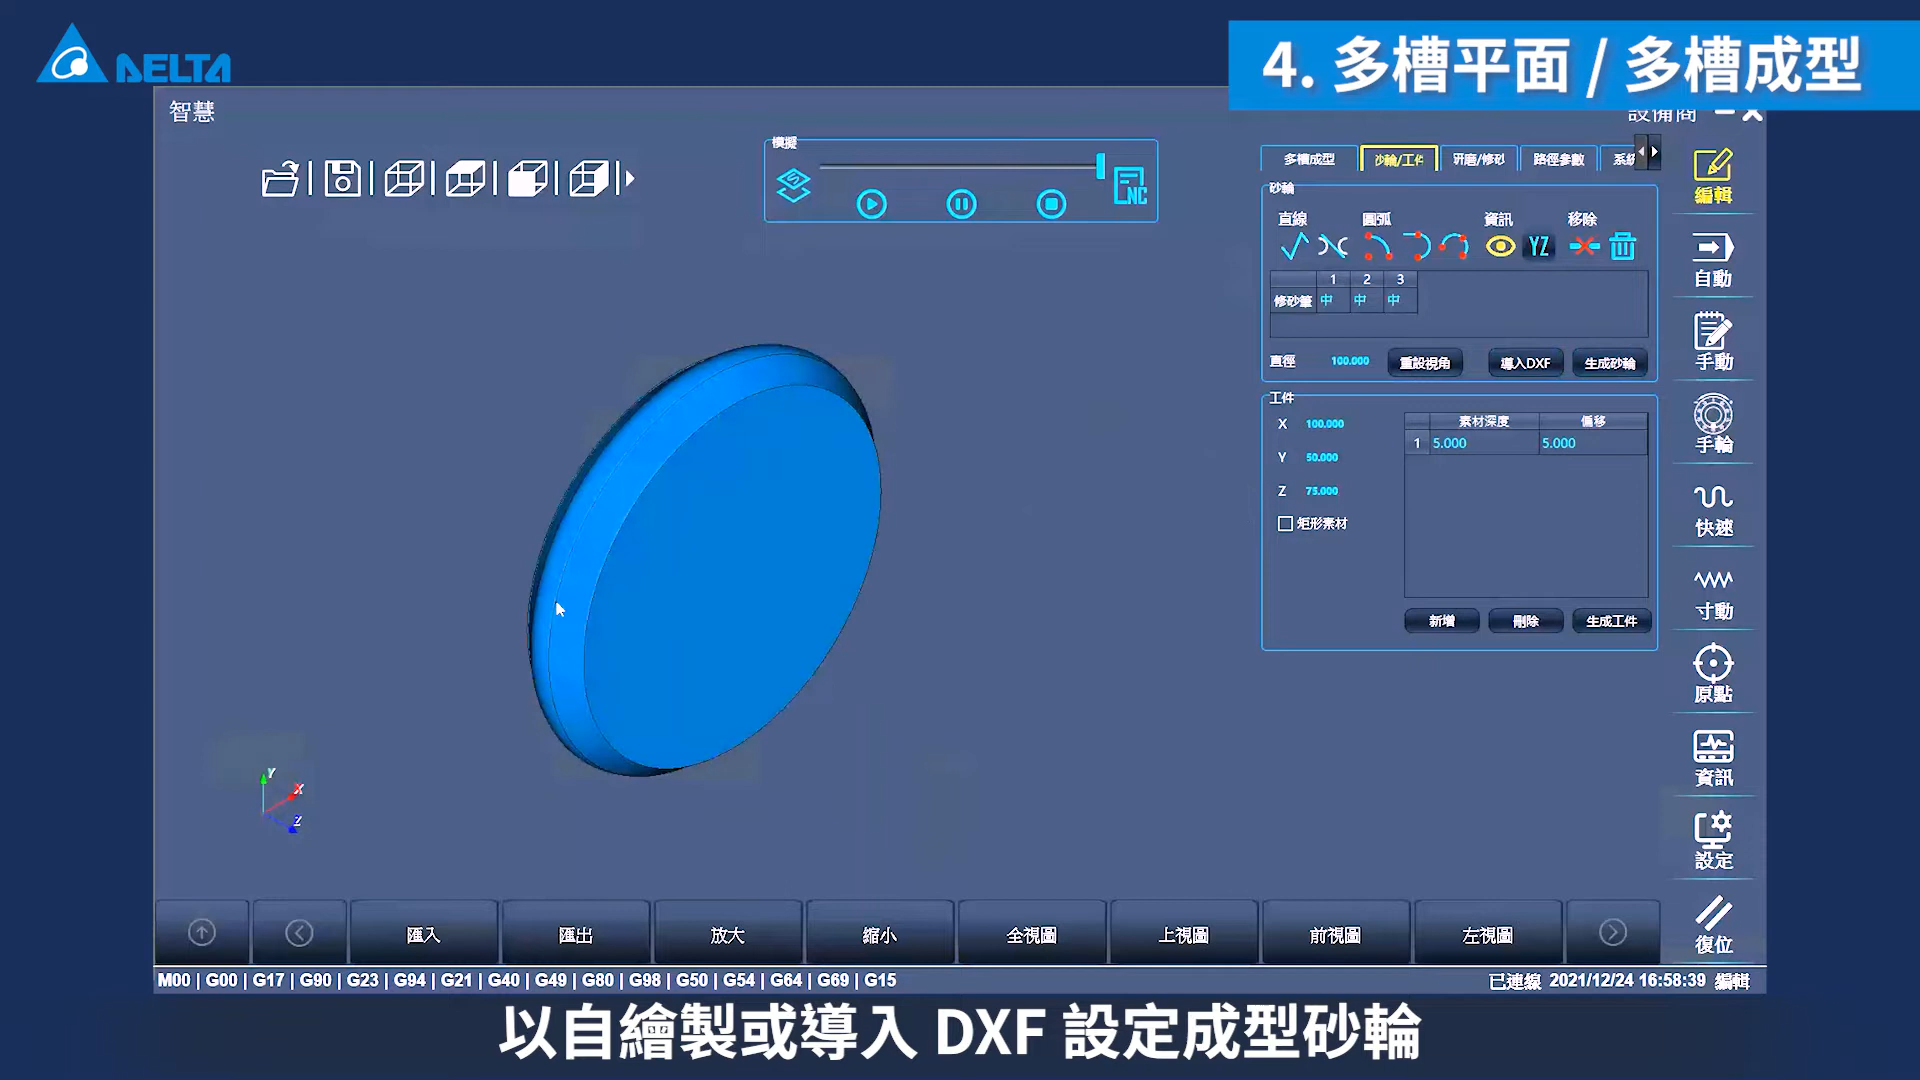 DELTA
4. 多槽平面 / 多槽成型
智慧
設備商
模擬
NC
多槽成型
砂輪/工件
研磨/修砂
路徑參數
系統
砂輪
直線
圓弧
資訊
移除
YZ
1 2 3
修砂筆 中 中 中
直徑 100.000
重設視角
導入DXF
生成砂輪
工件
X 100.000
Y 50.000
Z 75.000
矩形素材
素材深度 偏移
1 5.000 5.000
新增
刪除
生成工件
編輯
自動
手動
手輪
快速
寸動
原點
資訊
設定
復位
Y
X
Z
匯入
匯出
放大
縮小
全視圖
上視圖
前視圖
左視圖
M00 | G00 | G17 | G90 | G23 | G94 | G21 | G40 | G49 | G80 | G98 | G50 | G54 | G64 | G69 | G15
已連線 2021/12/24 16:58:39 編輯
以自繪製或導入 DXF 設定成型砂輪